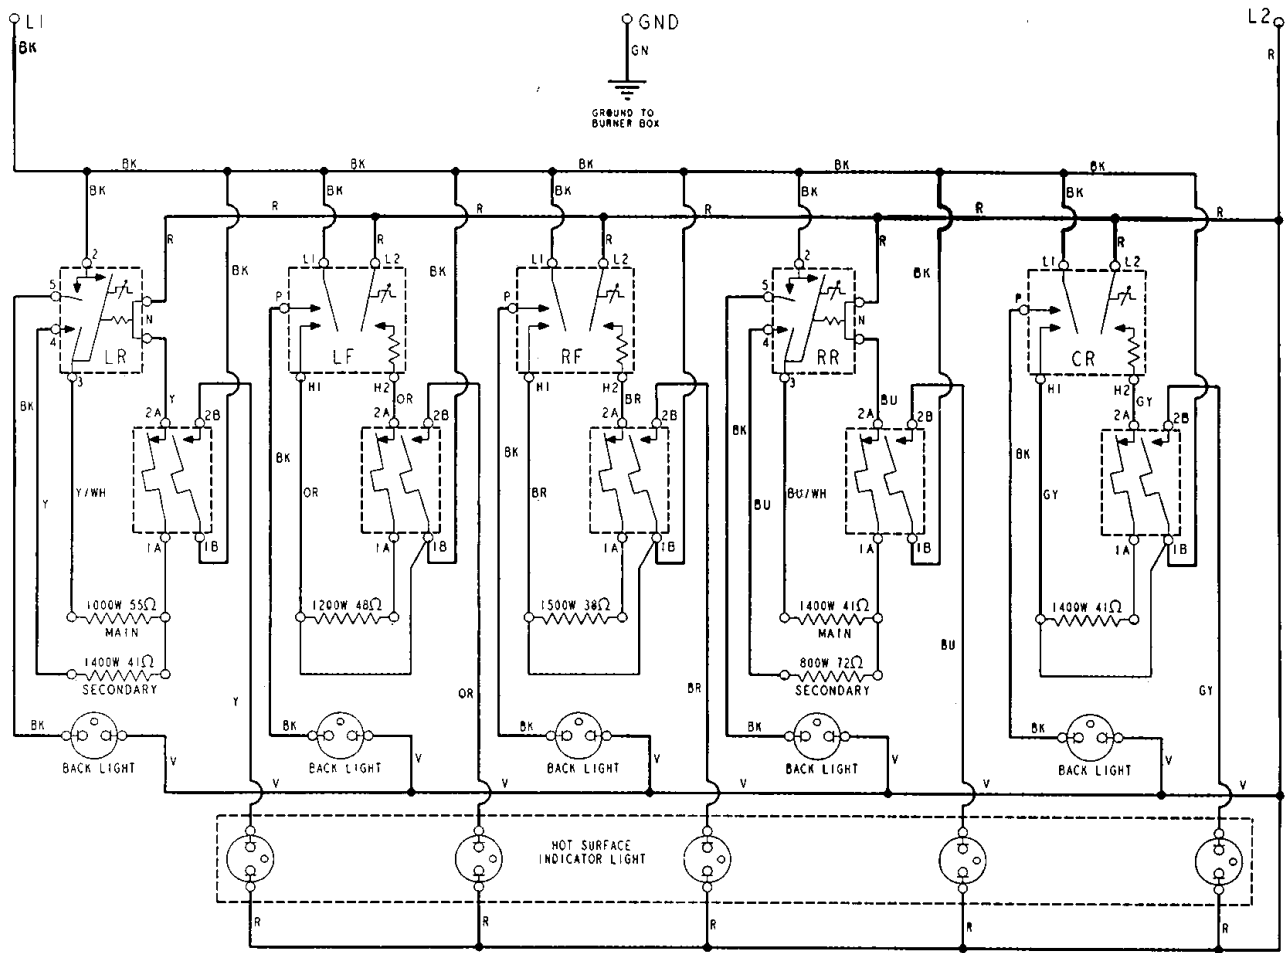 L1
GND
L2
BK
GN
R
GROUND TO
BURNER BOX
BK BK BK BK BK
BK BK BK BK BK
R R R R R
R R R R R
2 L1 L2 L1 L2 2 L1 L2
BK BK BK BK
5 P P 5 P
N N
4 4
LR LF RF RR CR
3 H1 H2 H1 H2 3 H1 H2
BK Y OR BR BK BU GY
2A 2B 2A 2B 2A 2B 2A 2B 2A 2B
Y Y/WH BK OR BK BR BU BU/WH BK GY
1A 1B 1A 1B 1A 1B 1A 1B 1A 1B
1000W 55Ω 1200W 48Ω 1500W 38Ω 1400W 41Ω 1400W 41Ω
MAIN MAIN
1400W 41Ω 800W 72Ω
SECONDARY SECONDARY
Y OR BR BU GY
BK BK BK BK BK
BACK LIGHT BACK LIGHT BACK LIGHT BACK LIGHT BACK LIGHT
V V V V V
V V V V V
HOT SURFACE
INDICATOR LIGHT
R R R R R